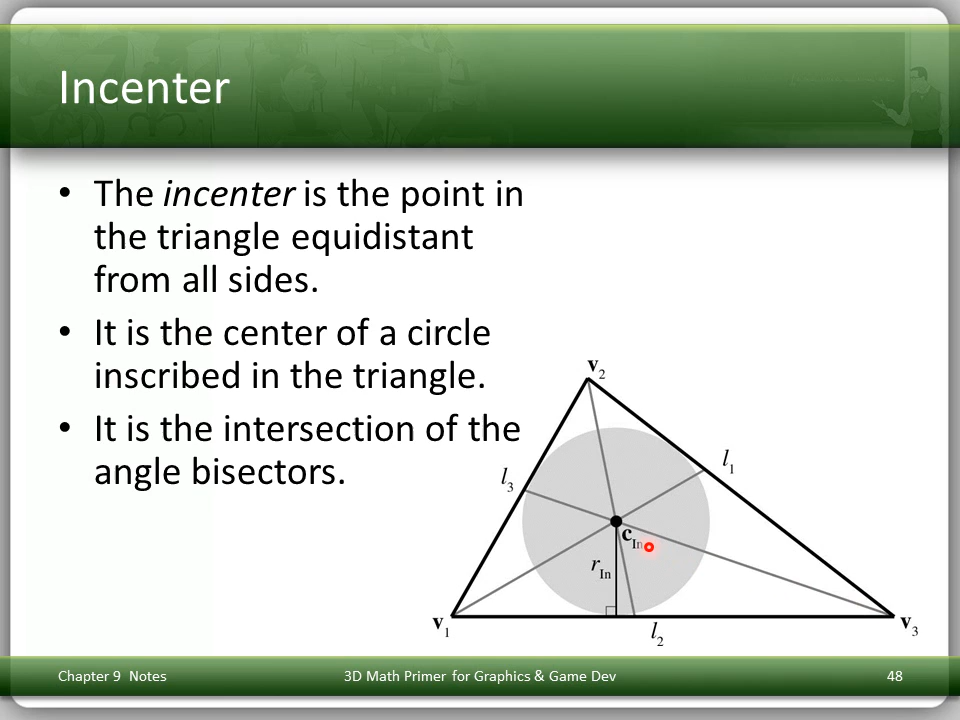 Incenter
• The incenter is the point in
the triangle equidistant
from all sides.
• It is the center of a circle
inscribed in the triangle.
• It is the intersection of the
angle bisectors.
v2
l1
l3
cIn
rIn
v1
l2
v3
Chapter 9 Notes
3D Math Primer for Graphics & Game Dev
48